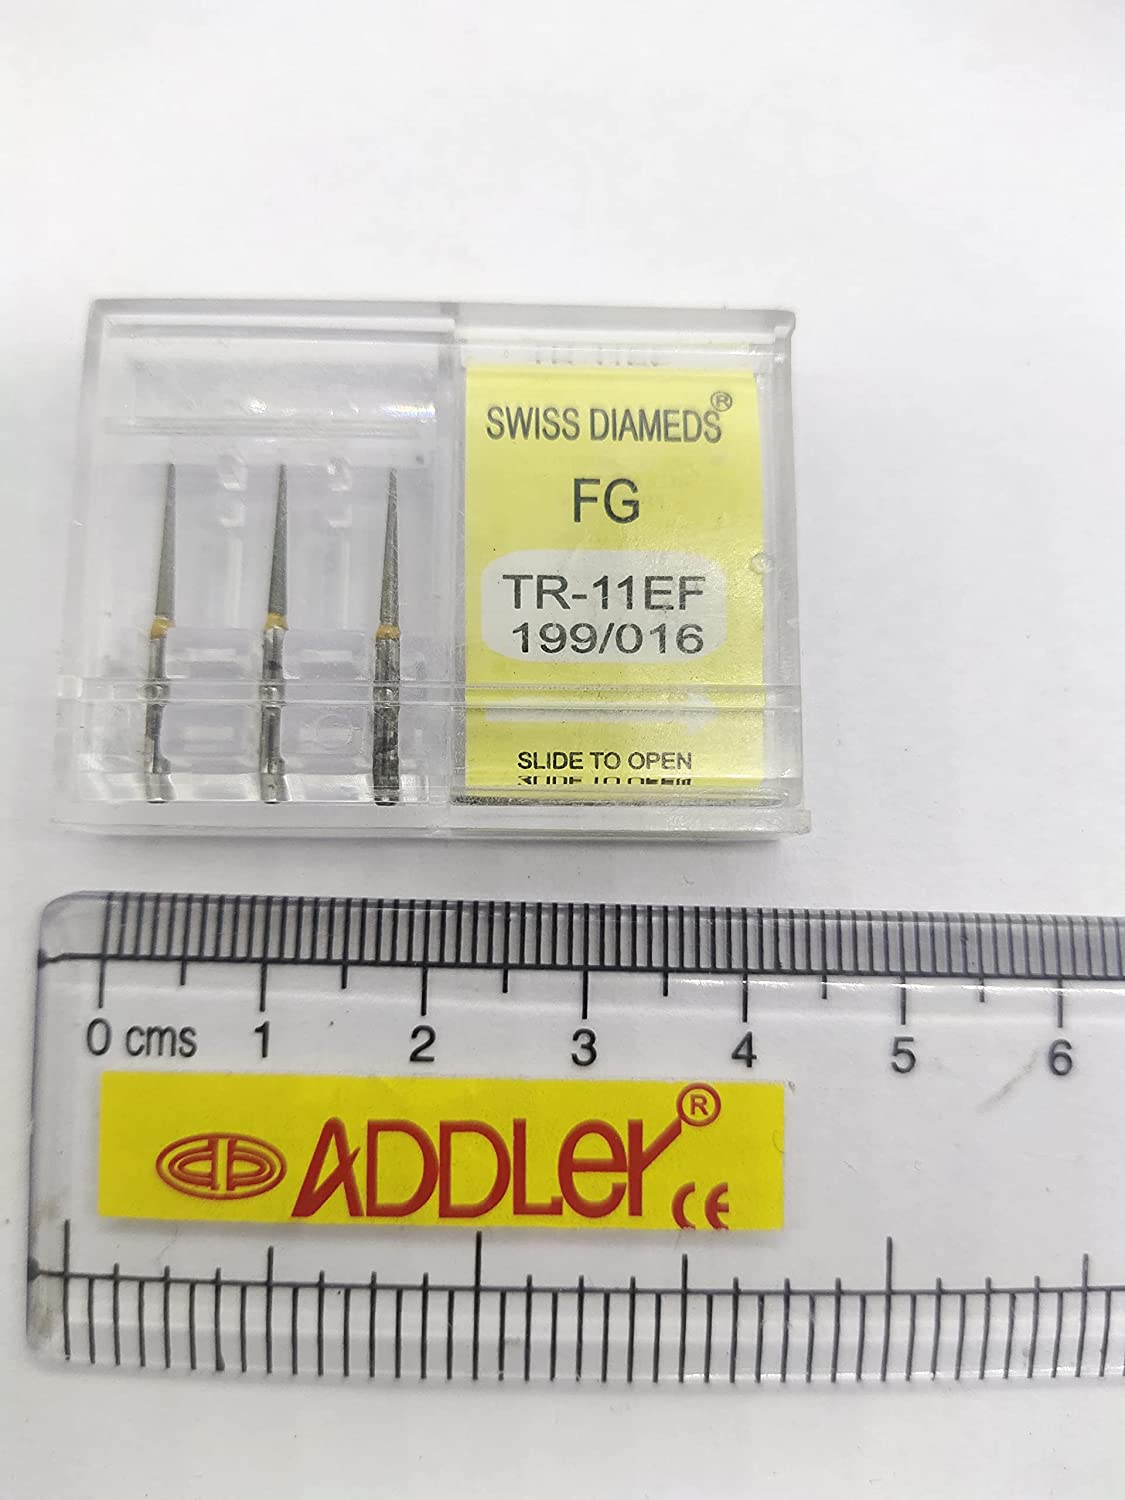 SWISS DIAMEDS®
FG
TR-11EF
199/016
SLIDE TO OPEN
0 cms 1 2 3 4 5 6
ADDLER®
CE